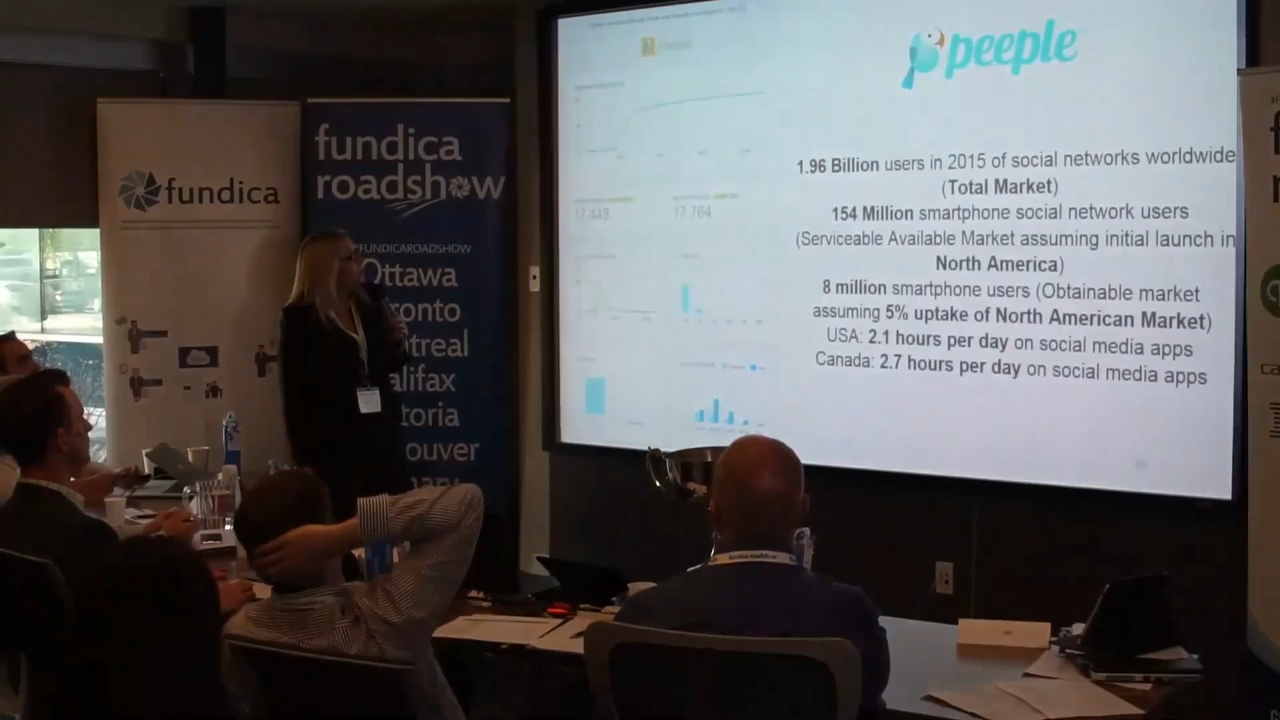 fundica
fundica
roadshow
#FUNDICAROADSHOW
Ottawa
ronto
treal
alifax
toria
ouver
peeple
1.96 Billion users in 2015 of social networks worldwide
(Total Market)
154 Million smartphone social network users
(Serviceable Available Market assuming initial launch in
North America)
8 million smartphone users (Obtainable market
assuming 5% uptake of North American Market)
USA: 2.1 hours per day on social media apps
Canada: 2.7 hours per day on social media apps
17,448
17,764